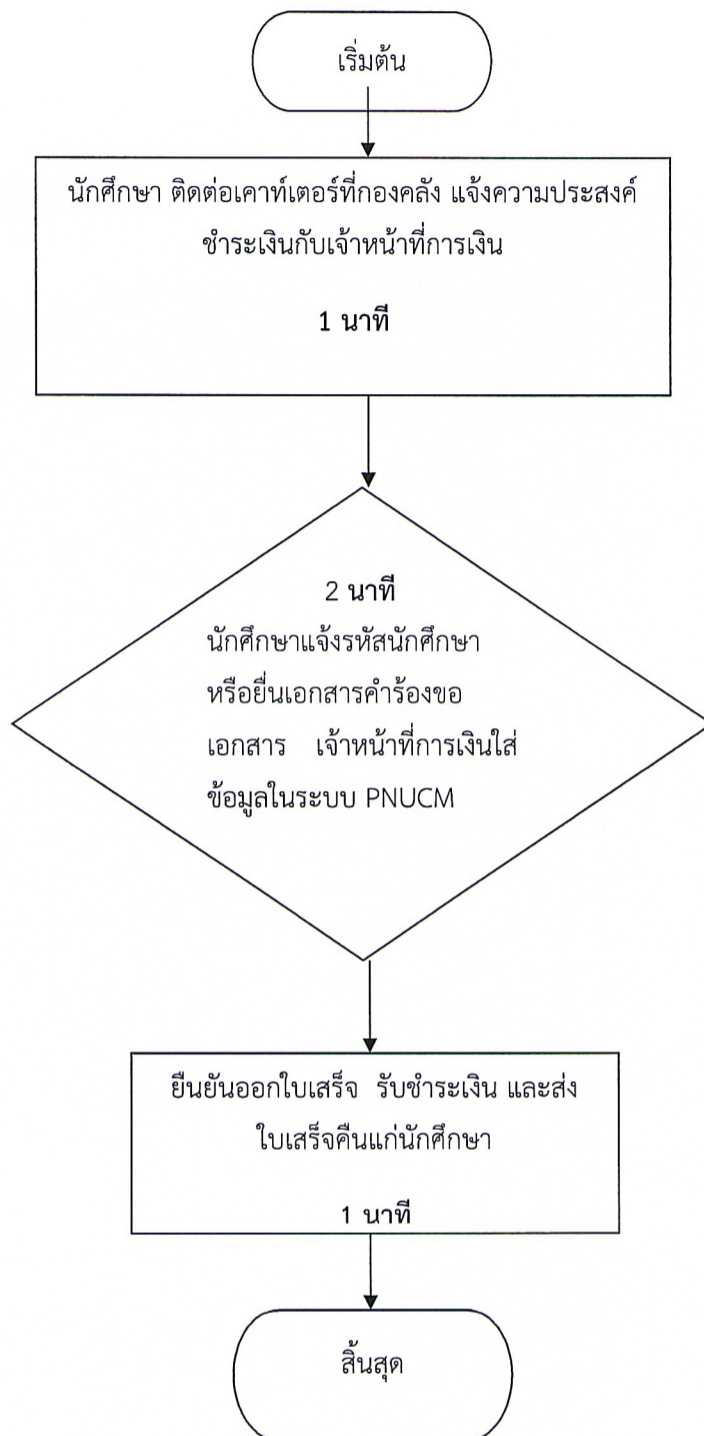 เริ่มต้น
นักศึกษา ติดต่อเคาท์เตอร์ที่กองคลัง แจ้งความประสงค์
ชำระเงินกับเจ้าหน้าที่การเงิน
1 นาที
2 นาที
นักศึกษาแจ้งรหัสนักศึกษา
หรือยื่นเอกสารคำร้องขอ
เอกสาร เจ้าหน้าที่การเงินใส่
ข้อมูลในระบบ PNUCM
ยืนยันออกใบเสร็จ รับชำระเงิน และส่ง
ใบเสร็จคืนแก่นักศึกษา
1 นาที
สิ้นสุด